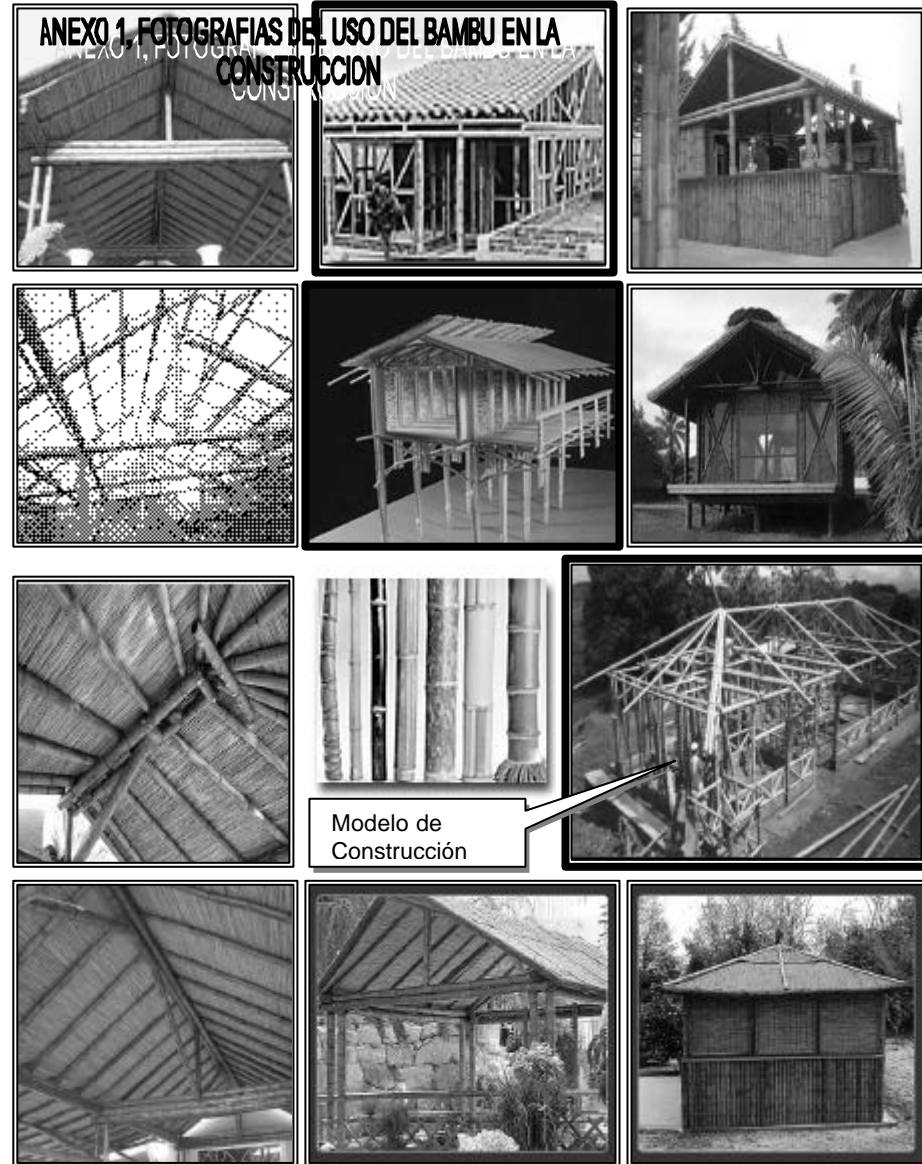 ANEXO 1, FOTOGRAFIAS DEL USO DEL BAMBU EN LA
CONSTRUCCION
Modelo de
Construcción